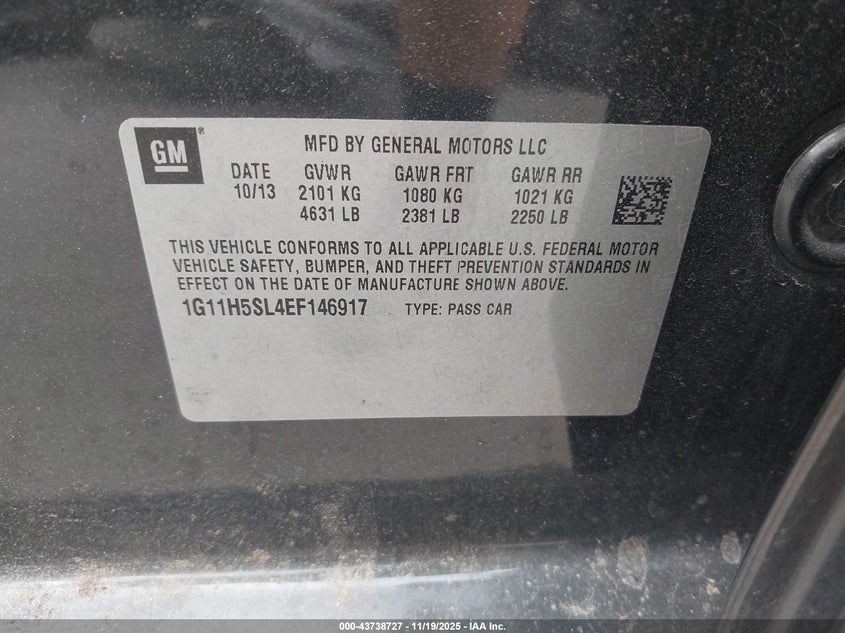 GM®
MFD BY GENERAL MOTORS LLC
DATE GVWR GAWR FRT GAWR RR
10/13 2101 KG 1080 KG 1021 KG
4631 LB 2381 LB 2250 LB
THIS VEHICLE CONFORMS TO ALL APPLICABLE U.S. FEDERAL MOTOR
VEHICLE SAFETY, BUMPER, AND THEFT PREVENTION STANDARDS IN
EFFECT ON THE DATE OF MANUFACTURE SHOWN ABOVE.
1G11H5SL4EF146917 TYPE: PASS CAR
000-43738727 - 11/19/2025 - IAA Inc.